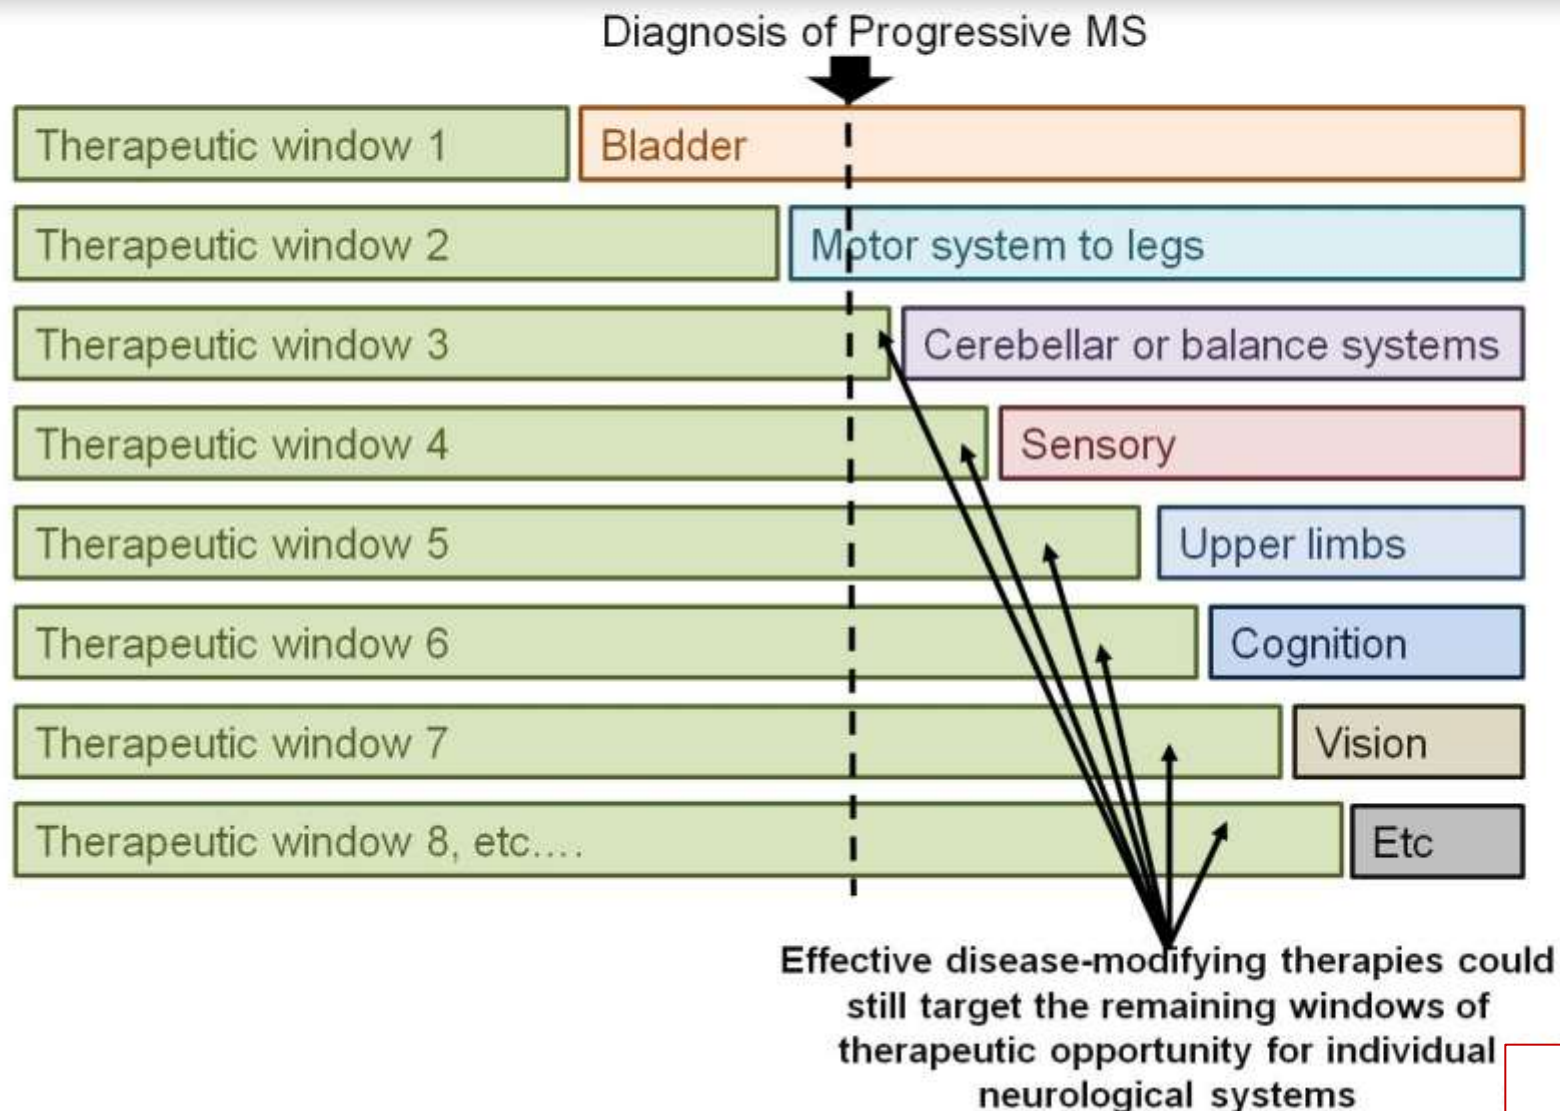 Diagnosis of Progressive MS
Therapeutic window 1
Bladder
Therapeutic window 2
Motor system to legs
Therapeutic window 3
Cerebellar or balance systems
Therapeutic window 4
Sensory
Therapeutic window 5
Upper limbs
Therapeutic window 6
Cognition
Therapeutic window 7
Vision
Therapeutic window 8, etc....
Etc
Effective disease-modifying therapies could
still target the remaining windows of
therapeutic opportunity for individual
neurological systems